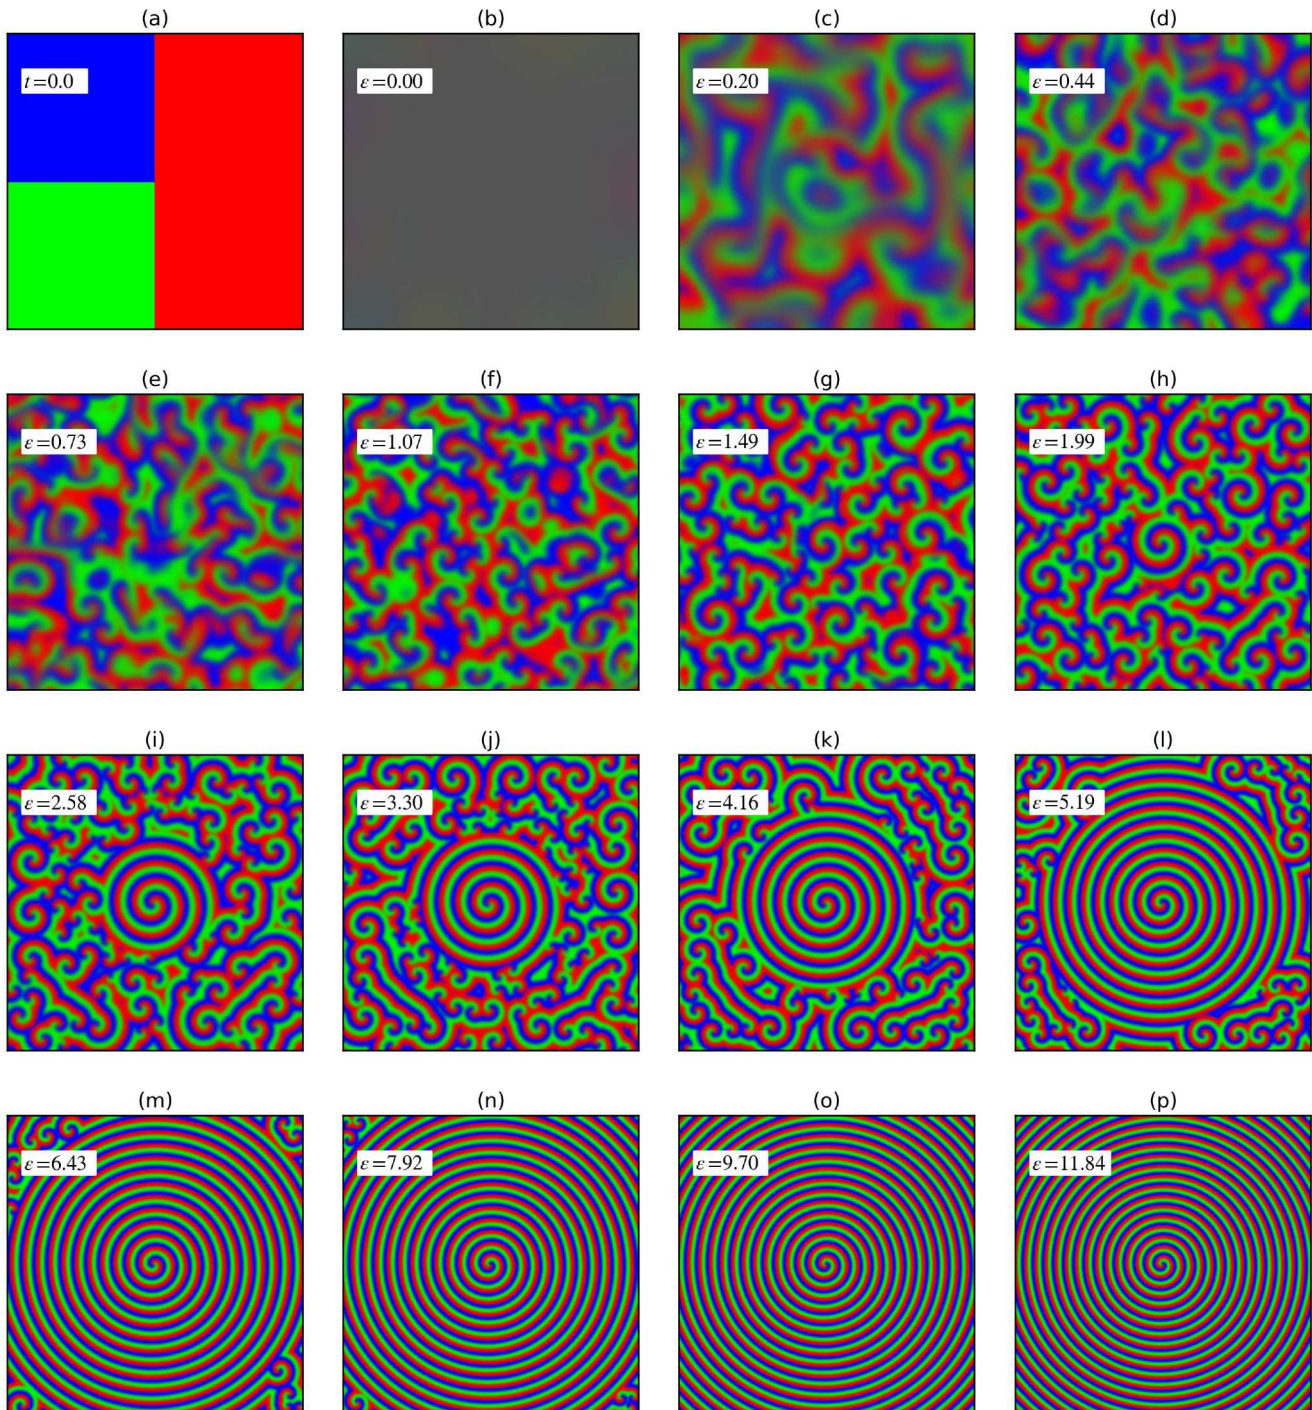 (a) (b) (c) (d)
t=0.0 ε=0.00 ε=0.20 ε=0.44
(e) (f) (g) (h)
ε=0.73 ε=1.07 ε=1.49 ε=1.99
(i) (j) (k) (l)
ε=2.58 ε=3.30 ε=4.16 ε=5.19
(m) (n) (o) (p)
ε=6.43 ε=7.92 ε=9.70 ε=11.84